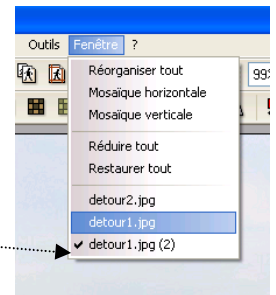 Outils Fenêtre ?
Réorganiser tout
99%
Mosaïque horizontale
Mosaïque verticale
Réduire tout
Restaurer tout
detour2.jpg
detour1.jpg
✔ detour1.jpg (2)